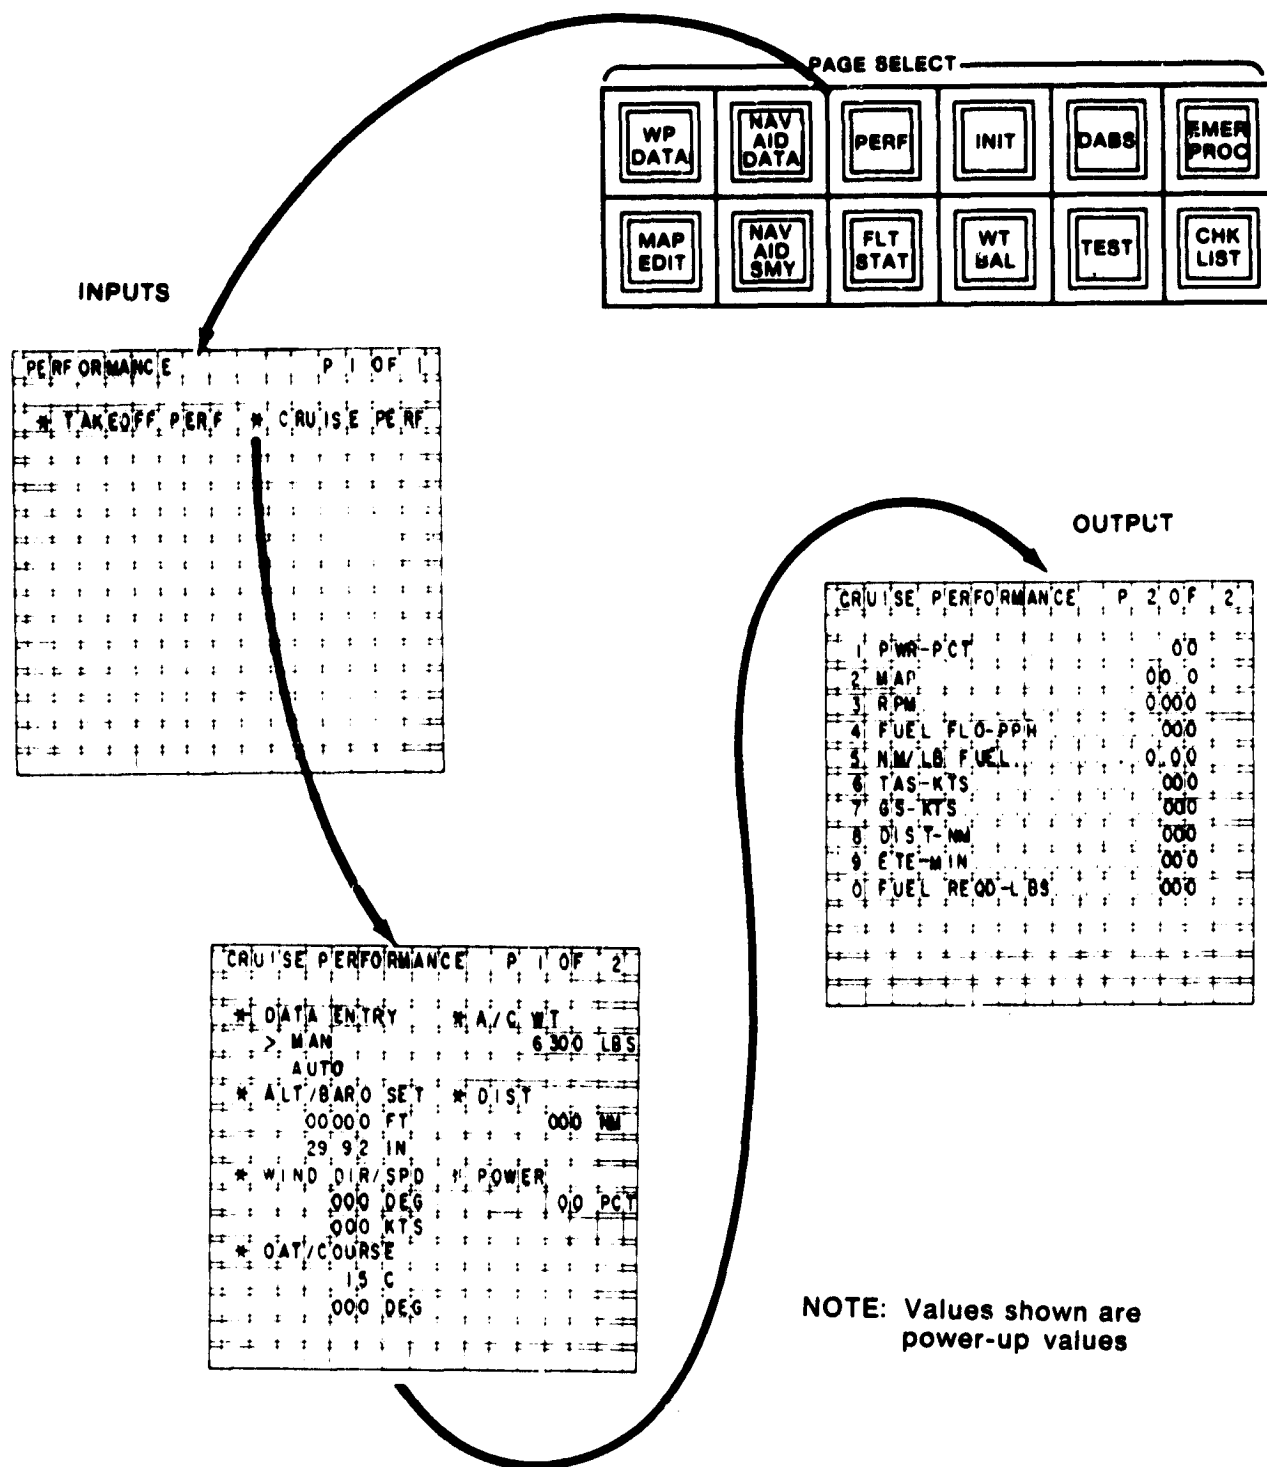 PAGE SELECT
WP DATA
NAV AID DATA
PERF
INIT
DABS
EMER PROC
MAP EDIT
NAV AID SMY
FLT STAT
WT BAL
TEST
CHK LIST
INPUTS
PERFORMANCE P 1 OF 1
* TAKEOFF PERF * CRUISE PERF
OUTPUT
CRUISE PERFORMANCE P 2 OF 2
1 PWR-PCT 00
2 MAP 00 0
3 RPM 0000
4 FUEL FLO-PPH 000
5 NM/LB FUEL 0.00
6 TAS-KTS 000
7 GS-KTS 000
8 DIST-NM 000
9 ETE-MIN 000
0 FUEL REQD-LBS 000
CRUISE PERFORMANCE P 1 OF 2
* DATA ENTRY * A/C WT
> MAN 6300 LBS
AUTO
* ALT/BARO SET * DIST
00000 FT 000 NM
29 92 IN
* WIND DIR/SPD * POWER
000 DEG 00 PCT
000 KTS
* OAT/COURSE
15 C
000 DEG
NOTE: Values shown are
power-up values